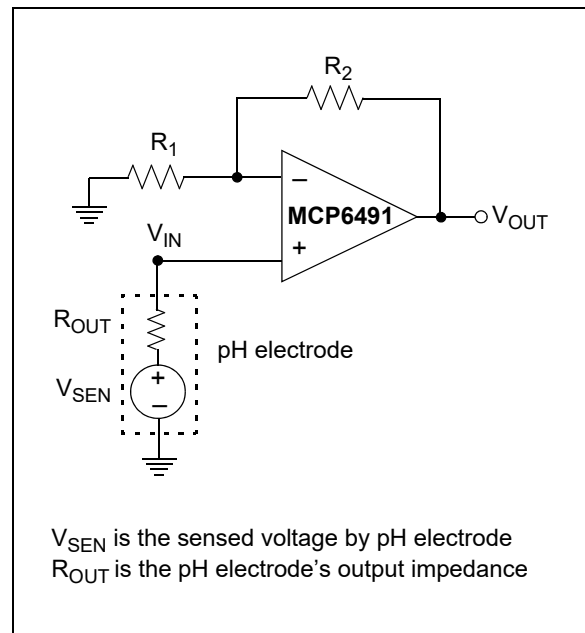 R2
R1
–
MCP6491
VOUT
VIN
+
ROUT
pH electrode
+
VSEN
–
VSEN is the sensed voltage by pH electrode
ROUT is the pH electrode’s output impedance